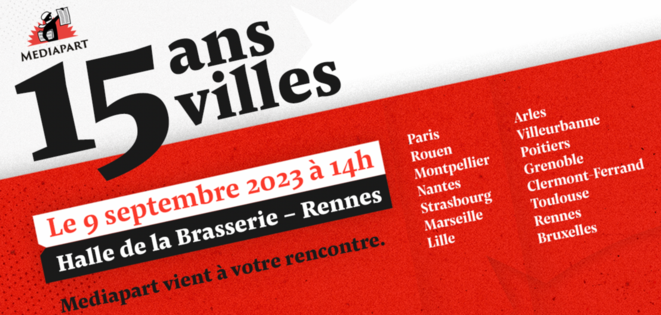 MEDIAPART
15 ans
villes
Le 9 septembre 2023 à 14h
Halle de la Brasserie – Rennes
Mediapart vient à votre rencontre.
Paris
Rouen
Montpellier
Nantes
Strasbourg
Marseille
Lille
Arles
Villeurbanne
Poitiers
Grenoble
Clermont-Ferrand
Toulouse
Rennes
Bruxelles